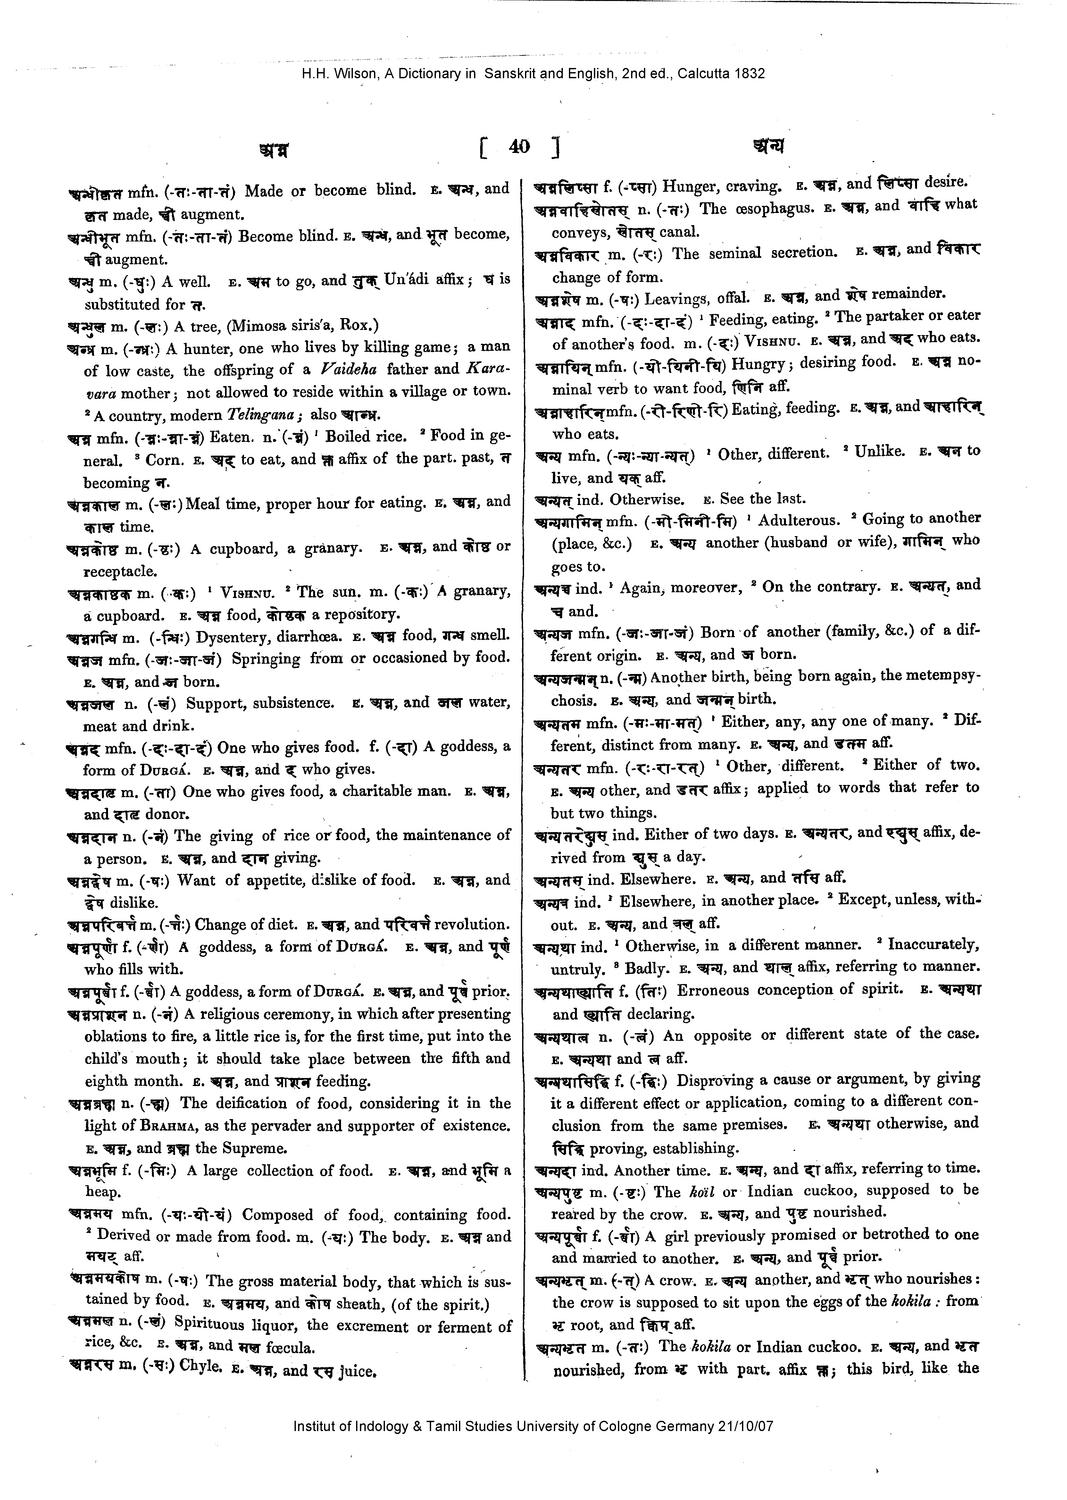 H.H. Wilson, A Dictionary in Sanskrit and English, 2nd ed., Calcutta 1832
अन्न [ 40 ] अन्य
अन्धीकृत mfn. (-तः-ता-तं) Made or become blind. E. अन्ध, and
कृत made, च्वी augment.
अन्धीभूत mfn. (-तः-ता-तं) Become blind. E. अन्ध, and भूत become,
च्वी augment.
अन्धु m. (-न्धुः) A well. E. अम to go, and तुक् Un'ádi affix; ध is
substituted for त.
अन्धुल m. (-लः) A tree, (Mimosa siris'a, Rox.)
अन्ध्र m. (-न्ध्रः) A hunter, one who lives by killing game; a man
of low caste, the offspring of a Vaideha father and Kara-
vara mother; not allowed to reside within a village or town.
² A country, modern Telingana; also आन्ध्र.
अन्न mfn. (-न्नः-न्ना-न्नं) Eaten. n. (-न्नं) ¹ Boiled rice. ² Food in ge-
neral. ³ Corn. E. अद् to eat, and क्त affix of the part. past, त
becoming न.
अन्नकाल m. (-लः) Meal time, proper hour for eating. E. अन्न, and
काल time.
अन्नकोष्ठ m. (-ष्ठः) A cupboard, a granary. E. अन्न, and कोष्ठ or
receptacle.
अन्नकोष्ठक m. (-कः) ¹ VISHNU. ² The sun. m. (-कः) A granary,
a cupboard. E. अन्न food, कोष्ठक a repository.
अन्नगन्धि m. (-न्धिः) Dysentery, diarrhœa. E. अन्न food, गन्ध smell.
अन्नज mfn. (-जः-जा-जं) Springing from or occasioned by food.
E. अन्न, and ज born.
अन्नजल n. (-लं) Support, subsistence. E. अन्न, and जल water,
meat and drink.
अन्नद mfn. (-दः-दा-दं) One who gives food. f. (-दा) A goddess, a
form of DURGÁ. E. अन्न, and द who gives.
अन्नदातृ m. (-ता) One who gives food, a charitable man. E. अन्न,
and दातृ donor.
अन्नदान n. (-नं) The giving of rice or food, the maintenance of
a person. E. अन्न, and दान giving.
अन्नद्वेष m. (-षः) Want of appetite, dislike of food. E. अन्न, and
द्वेष dislike.
अन्नपरिवर्त्त m. (-र्त्तः) Change of diet. E. अन्न, and परिवर्त्त revolution.
अन्नपूर्णा f. (-र्णा) A goddess, a form of DURGÁ. E. अन्न, and पूर्ण
who fills with.
अन्नपूर्ब्बा f. (-र्ब्बा) A goddess, a form of DURGÁ. E. अन्न, and पूर्ब्ब prior.
अन्नप्राशन n. (-नं) A religious ceremony, in which after presenting
oblations to fire, a little rice is, for the first time, put into the
child's mouth; it should take place between the fifth and
eighth month. E. अन्न, and प्राशन feeding.
अन्नब्रह्म n. (-ह्म) The deification of food, considering it in the
light of BRAHMA, as the pervader and supporter of existence.
E. अन्न, and ब्रह्म the Supreme.
अन्नभूमि f. (-मिः) A large collection of food. E. अन्न, and भूमि a
heap.
अन्नमय mfn. (-यः-यी-यं) Composed of food, containing food.
² Derived or made from food. m. (-यः) The body. E. अन्न and
मयट् aff.
अन्नमयकोष m. (-षः) The gross material body, that which is sus-
tained by food. E. अन्नमय, and कोष sheath, (of the spirit.)
अन्नमल n. (-लं) Spirituous liquor, the excrement or ferment of
rice, &c. E. अन्न, and मल fœcula.
अन्नरस m. (-सः) Chyle. E. अन्न, and रस juice.
अन्नलिप्सा f. (-प्सा) Hunger, craving. E. अन्न, and लिप्सा desire.
अन्नवाहिस्रोतस् n. (-तः) The œsophagus. E. अन्न, and वाहि what
conveys, स्रोतस् canal.
अन्नविकार m. (-रः) The seminal secretion. E. अन्न, and विकार
change of form.
अन्नशेष m. (-षः) Leavings, offal. E. अन्न, and शेष remainder.
अन्नाद mfn. (-दः-दा-दं) ¹ Feeding, eating. ² The partaker or eater
of another's food. m. (-दः) VISHNU. E. अन्न, and अद who eats.
अन्नायिन् mfn. (-यी-यिनी-यि) Hungry; desiring food. E. अन्न no-
minal verb to want food, णिनि aff.
अन्नाहारिन् mfn. (-री-रिणी-रि) Eating, feeding. E. अन्न, and आहारिन्
who eats.
अन्य mfn. (-न्यः-न्या-न्यत्) ¹ Other, different. ² Unlike. E. अन to
live, and यक् aff.
अन्यत् ind. Otherwise. E. See the last.
अन्यगामिन् mfn. (-मी-मिनी-मि) ¹ Adulterous. ² Going to another
(place, &c.) E. अन्य another (husband or wife), गामिन् who
goes to.
अन्यच्च ind. ¹ Again, moreover, ² On the contrary. E. अन्यत्, and
च and.
अन्यज mfn. (-जः-जा-जं) Born of another (family, &c.) of a dif-
ferent origin. E. अन्य, and ज born.
अन्यजन्मन् n. (-न्म) Another birth, being born again, the metempsy-
chosis. E. अन्य, and जन्मन् birth.
अन्यतम mfn. (-मः-मा-मत्) ¹ Either, any, any one of many. ² Dif-
ferent, distinct from many. E. अन्य, and डतम aff.
अन्यतर mfn. (-रः-रा-रत्) ¹ Other, different. ² Either of two.
E. अन्य other, and डतर affix; applied to words that refer to
but two things.
अन्यतरेद्युस् ind. Either of two days. E. अन्यतर, and एद्युस् affix, de-
rived from द्युस् a day.
अन्यतस् ind. Elsewhere. E. अन्य, and तसि aff.
अन्यत्र ind. ¹ Elsewhere, in another place. ² Except, unless, with-
out. E. अन्य, and त्रल् aff.
अन्यथा ind. ¹ Otherwise, in a different manner. ² Inaccurately,
untruly. ³ Badly. E. अन्य, and थाल् affix, referring to manner.
अन्यथाख्याति f. (तिः) Erroneous conception of spirit. E. अन्यथा
and ख्याति declaring.
अन्यथात्व n. (-त्वं) An opposite or different state of the case.
E. अन्यथा and त्व aff.
अन्यथासिद्धि f. (-द्धिः) Disproving a cause or argument, by giving
it a different effect or application, coming to a different con-
clusion from the same premises. E. अन्यथा otherwise, and
सिद्धि proving, establishing.
अन्यदा ind. Another time. E. अन्य, and दा affix, referring to time.
अन्यपुष्ट m. (-ष्टः) The koïl or Indian cuckoo, supposed to be
reared by the crow. E. अन्य, and पुष्ट nourished.
अन्यपूर्ब्बा f. (-र्ब्बा) A girl previously promised or betrothed to one
and married to another. E. अन्य, and पूर्ब्ब prior.
अन्यभृत् m. (-त्) A crow. E. अन्य another, and भृत् who nourishes:
the crow is supposed to sit upon the eggs of the kokila: from
भृ root, and क्विप् aff.
अन्यभृत m. (-तः) The kokila or Indian cuckoo. E. अन्य, and भृत
nourished, from भृ with part. affix क्त; this bird, like the
Institut of Indology & Tamil Studies University of Cologne Germany 21/10/07